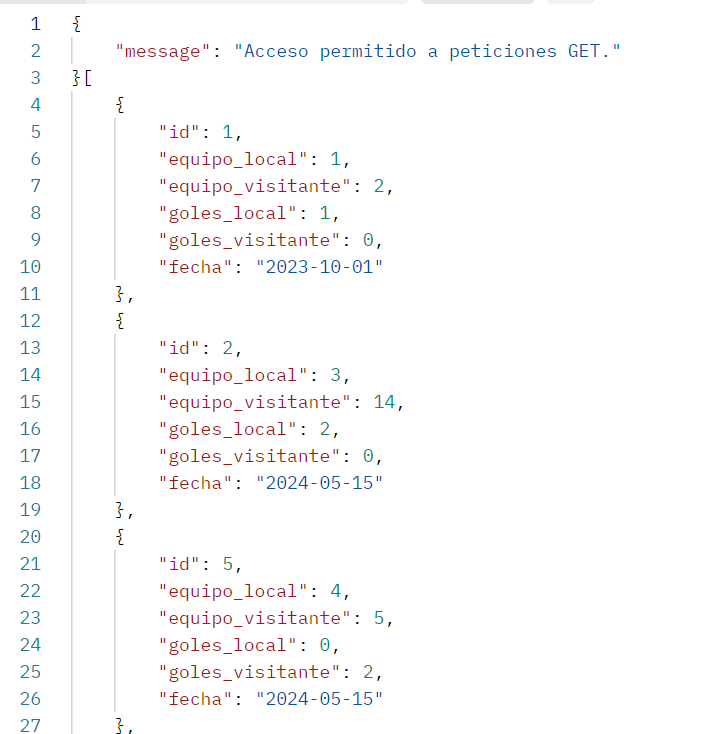 1 {
2 "message": "Acceso permitido a peticiones GET."
3 }[
4 {
5 "id": 1,
6 "equipo_local": 1,
7 "equipo_visitante": 2,
8 "goles_local": 1,
9 "goles_visitante": 0,
10 "fecha": "2023-10-01"
11 },
12 {
13 "id": 2,
14 "equipo_local": 3,
15 "equipo_visitante": 14,
16 "goles_local": 2,
17 "goles_visitante": 0,
18 "fecha": "2024-05-15"
19 },
20 {
21 "id": 5,
22 "equipo_local": 4,
23 "equipo_visitante": 5,
24 "goles_local": 0,
25 "goles_visitante": 2,
26 "fecha": "2024-05-15"
27 },